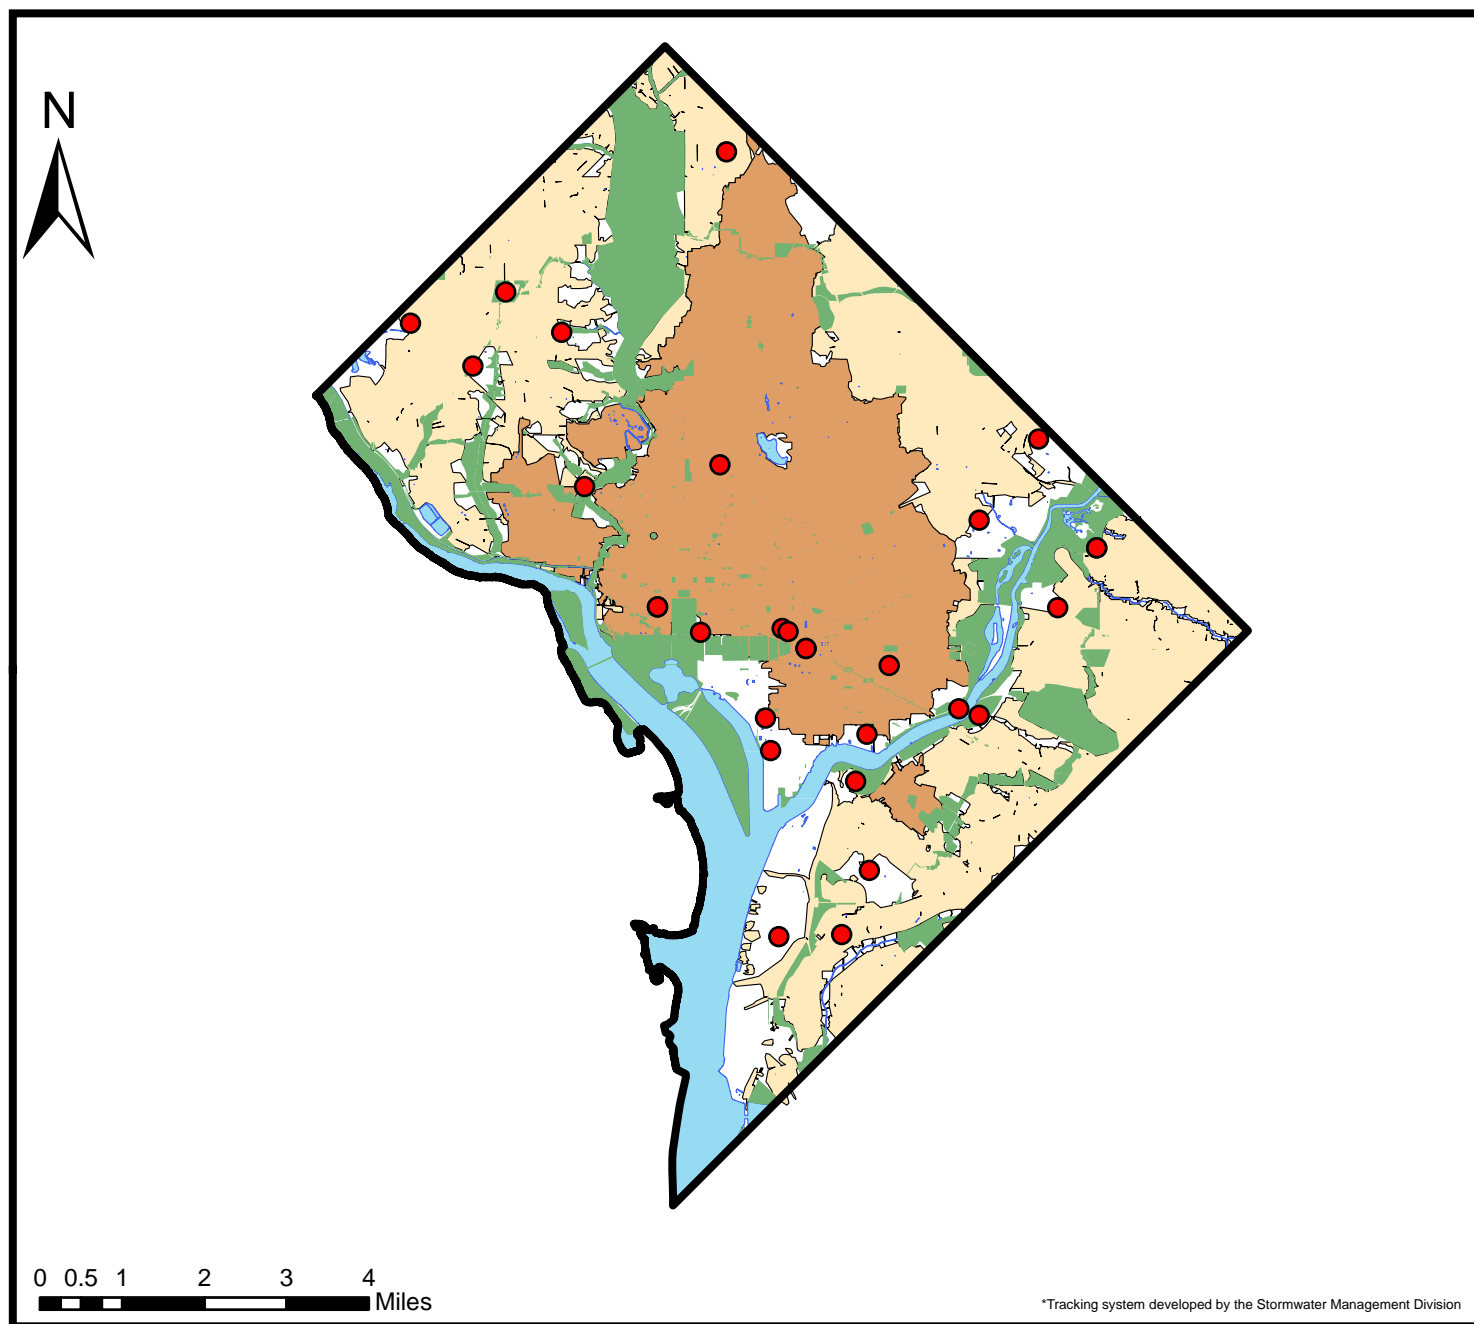 N
0 0.5 1 2 3 4
Miles
*Tracking system developed by the Stormwater Management Division